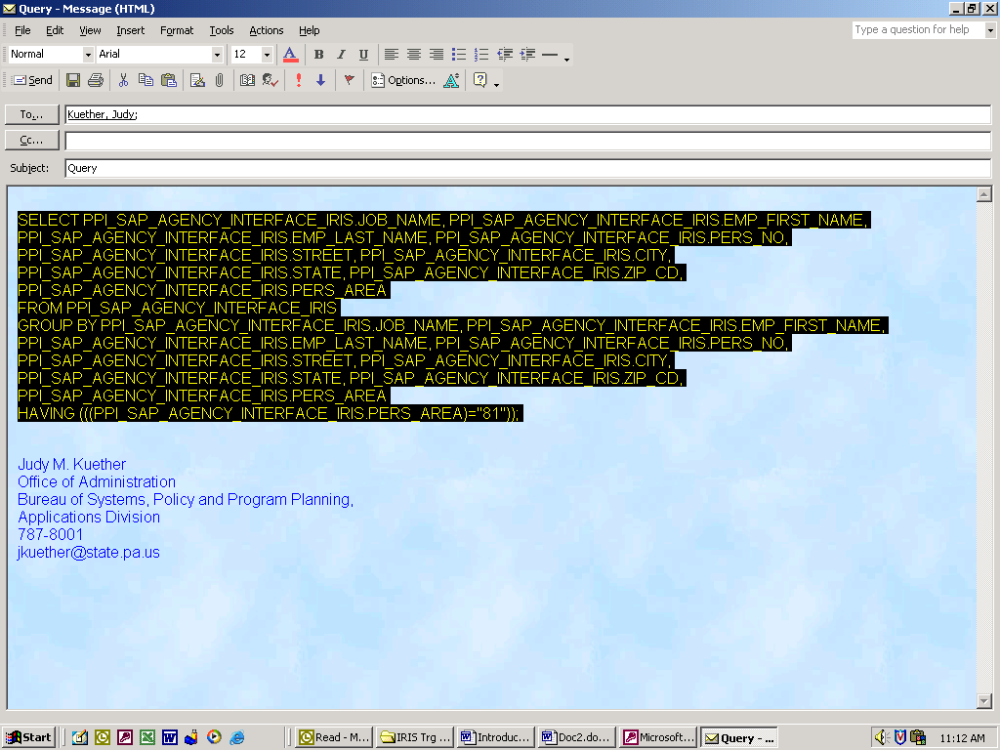 Query - Message (HTML)
File Edit View Insert Format Tools Actions Help
Type a question for help
Normal Arial 12 A B I U
Send Options...
To... Kuether, Judy;
Cc...
Subject: Query
SELECT PPI_SAP_AGENCY_INTERFACE_IRIS.JOB_NAME, PPI_SAP_AGENCY_INTERFACE_IRIS.EMP_FIRST_NAME,
PPI_SAP_AGENCY_INTERFACE_IRIS.EMP_LAST_NAME, PPI_SAP_AGENCY_INTERFACE_IRIS.PERS_NO,
PPI_SAP_AGENCY_INTERFACE_IRIS.STREET, PPI_SAP_AGENCY_INTERFACE_IRIS.CITY,
PPI_SAP_AGENCY_INTERFACE_IRIS.STATE, PPI_SAP_AGENCY_INTERFACE_IRIS.ZIP_CD,
PPI_SAP_AGENCY_INTERFACE_IRIS.PERS_AREA
FROM PPI_SAP_AGENCY_INTERFACE_IRIS
GROUP BY PPI_SAP_AGENCY_INTERFACE_IRIS.JOB_NAME, PPI_SAP_AGENCY_INTERFACE_IRIS.EMP_FIRST_NAME,
PPI_SAP_AGENCY_INTERFACE_IRIS.EMP_LAST_NAME, PPI_SAP_AGENCY_INTERFACE_IRIS.PERS_NO,
PPI_SAP_AGENCY_INTERFACE_IRIS.STREET, PPI_SAP_AGENCY_INTERFACE_IRIS.CITY,
PPI_SAP_AGENCY_INTERFACE_IRIS.STATE, PPI_SAP_AGENCY_INTERFACE_IRIS.ZIP_CD,
PPI_SAP_AGENCY_INTERFACE_IRIS.PERS_AREA
HAVING (((PPI_SAP_AGENCY_INTERFACE_IRIS.PERS_AREA)="81"));
Judy M. Kuether
Office of Administration
Bureau of Systems, Policy and Program Planning,
Applications Division
787-8001
jkuether@state.pa.us
Start Read - M... IRIS Trg ... Introduc... Doc2.do... Microsoft... Query - ... 11:12 AM